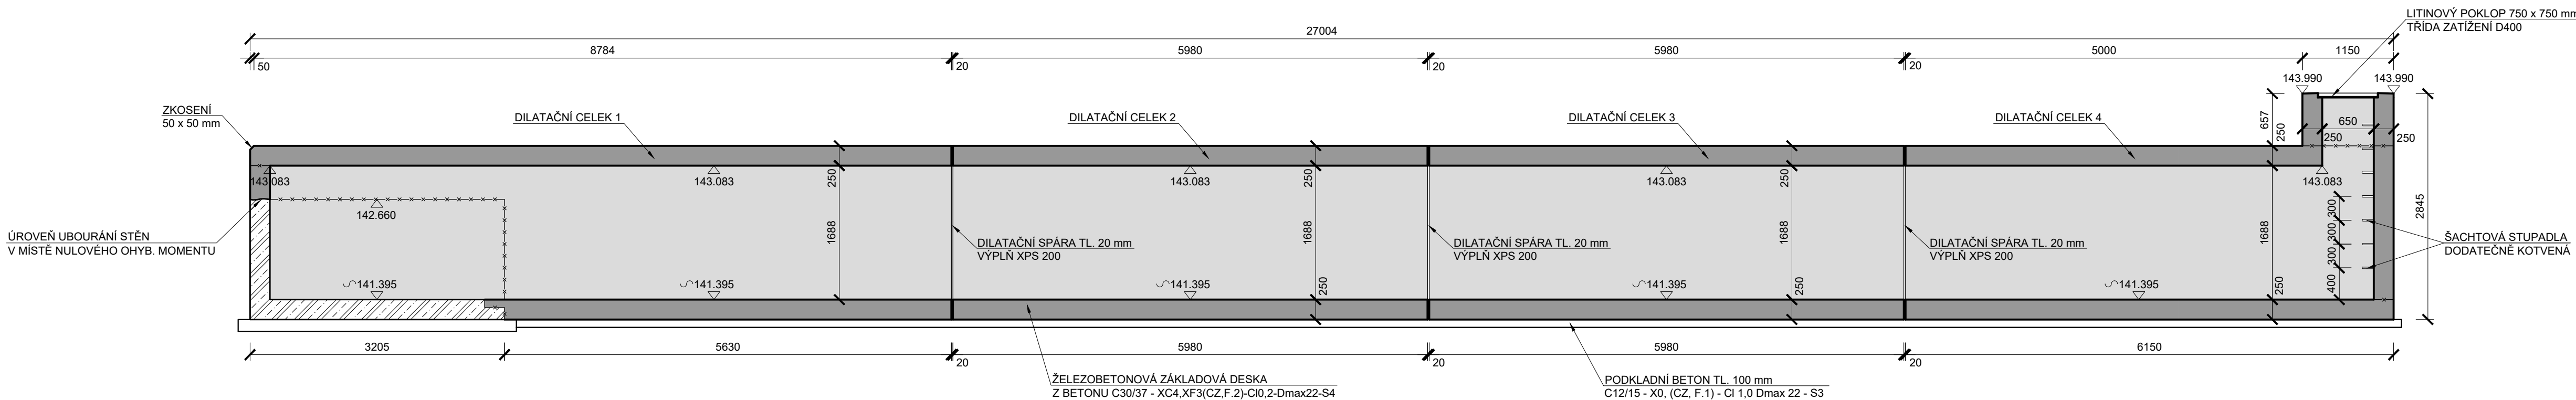 LITINOVÝ POKLOP 750 x 750 mm
TŘÍDA ZATÍŽENÍ D400
27004
8784
5980
5980
5000
1150
50
20
20
20
143.990
143.990
ZKOSENÍ
50 x 50 mm
DILATAČNÍ CELEK 1
DILATAČNÍ CELEK 2
DILATAČNÍ CELEK 3
DILATAČNÍ CELEK 4
657
250
650
250
250
143.083
143.083
143.083
143.083
143.083
250
250
250
142.660
1688
1688
1688
1688
2845
300
300
300
400
ÚROVEŇ UBOURÁNÍ STĚN
V MÍSTĚ NULOVÉHO OHYB. MOMENTU
DILATAČNÍ SPÁRA TL. 20 mm
VÝPLŇ XPS 200
DILATAČNÍ SPÁRA TL. 20 mm
VÝPLŇ XPS 200
DILATAČNÍ SPÁRA TL. 20 mm
VÝPLŇ XPS 200
ŠACHTOVÁ STUPADLA
DODATEČNĚ KOTVENÁ
141.395
141.395
141.395
141.395
141.395
250
250
250
3205
5630
5980
5980
6150
20
20
20
ŽELEZOBETONOVÁ ZÁKLADOVÁ DESKA
Z BETONU C30/37 - XC4,XF3(CZ,F.2)-Cl0,2-Dmax22-S4
PODKLADNÍ BETON TL. 100 mm
C12/15 - X0, (CZ, F.1) - Cl 1,0 Dmax 22 - S3